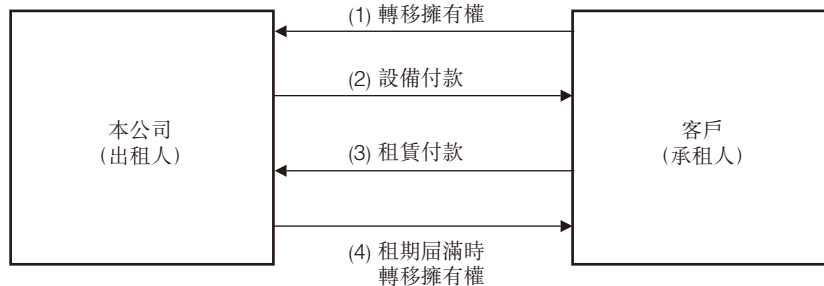 (1) 轉移擁有權
(2) 設備付款
本公司
(出租人)
客戶
(承租人)
(3) 租賃付款
(4) 租期屆滿時
轉移擁有權